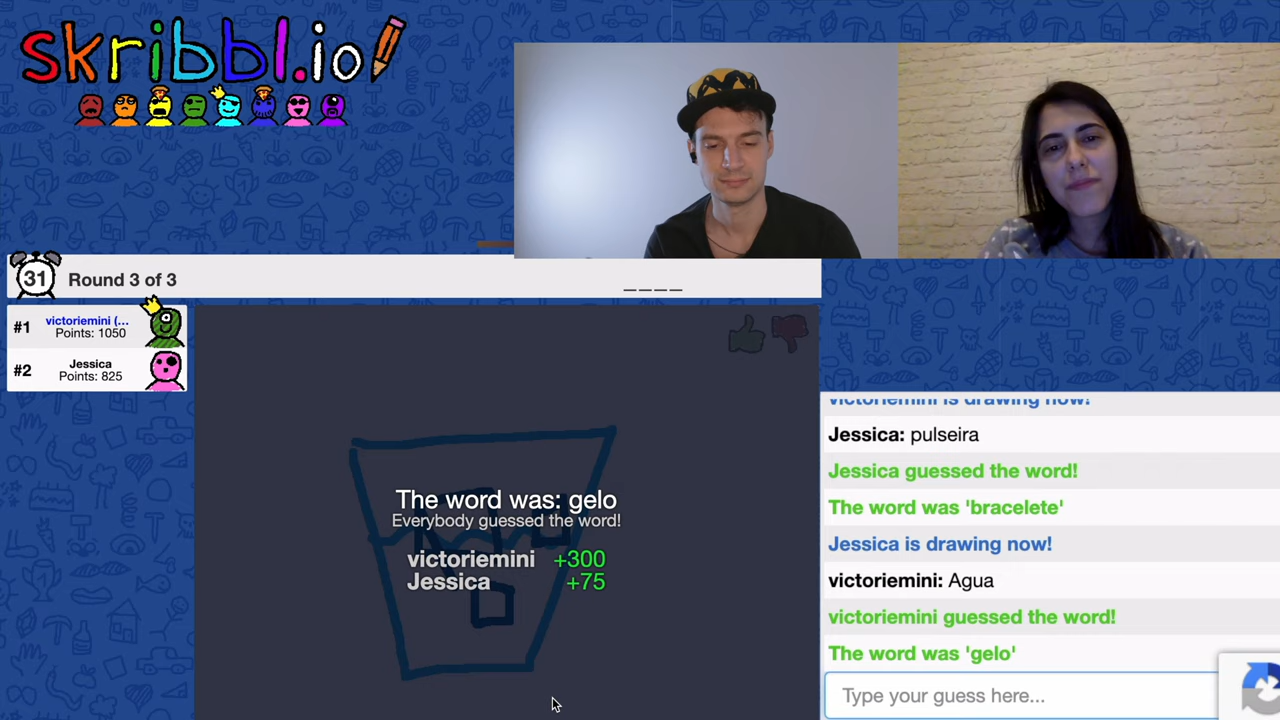 skribbl.io
31
Round 3 of 3
____
#1
victoriemini (...
Points: 1050
#2
Jessica
Points: 825
The word was: gelo
Everybody guessed the word!
victoriemini +300
Jessica +75
victoriemini is drawing now!
Jessica: pulseira
Jessica guessed the word!
The word was 'bracelete'
Jessica is drawing now!
victoriemini: Agua
victoriemini guessed the word!
The word was 'gelo'
Type your guess here...